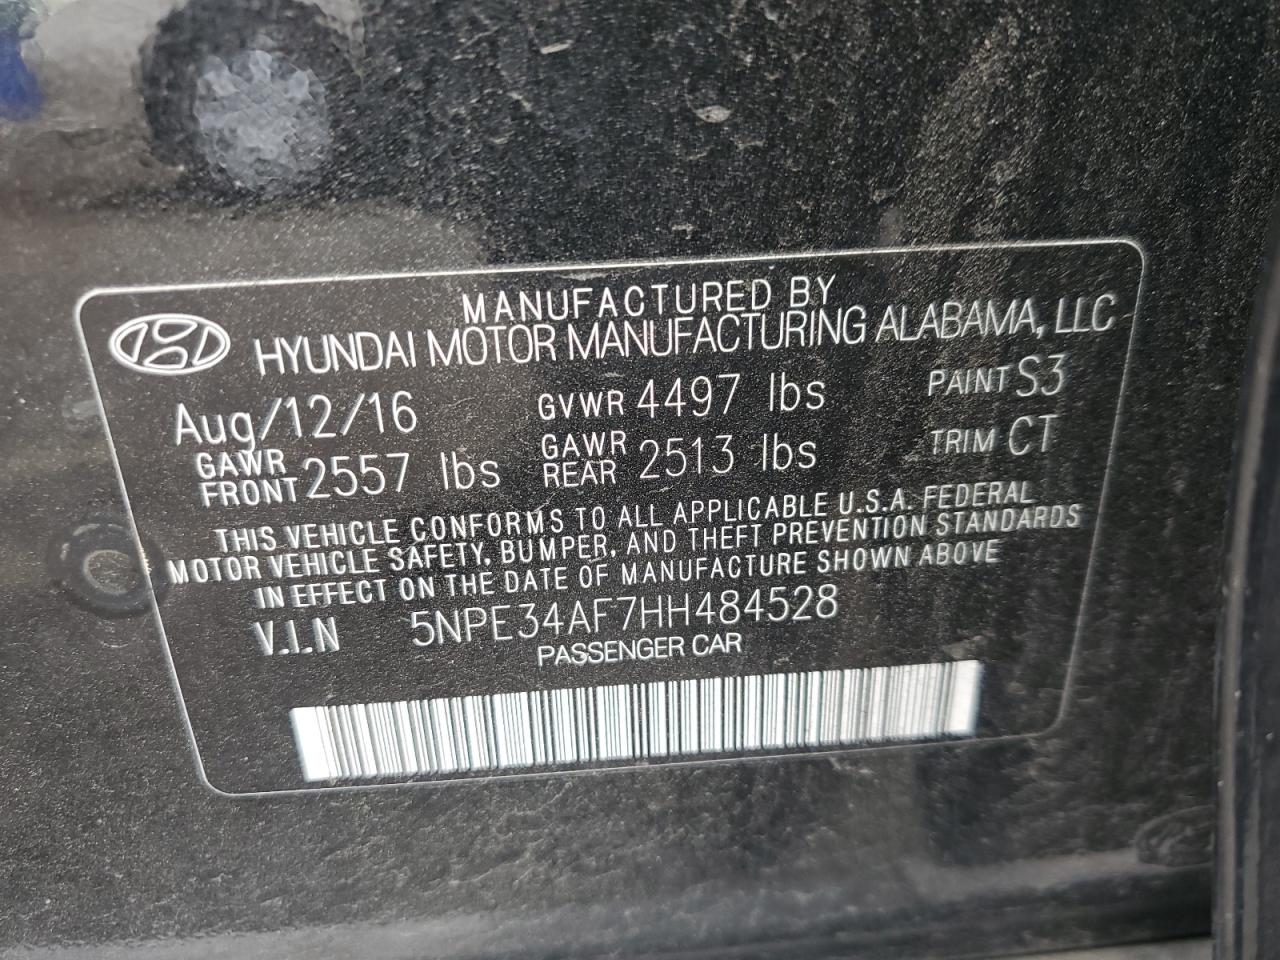 MANUFACTURED BY
HYUNDAI MOTOR MANUFACTURING ALABAMA, LLC
Aug/12/16 GVWR 4497 lbs PAINT S3
GAWR FRONT 2557 lbs GAWR REAR 2513 lbs TRIM CT
THIS VEHICLE CONFORMS TO ALL APPLICABLE U.S.A. FEDERAL
MOTOR VEHICLE SAFETY, BUMPER, AND THEFT PREVENTION STANDARDS
IN EFFECT ON THE DATE OF MANUFACTURE SHOWN ABOVE
V.I.N 5NPE34AF7HH484528
PASSENGER CAR